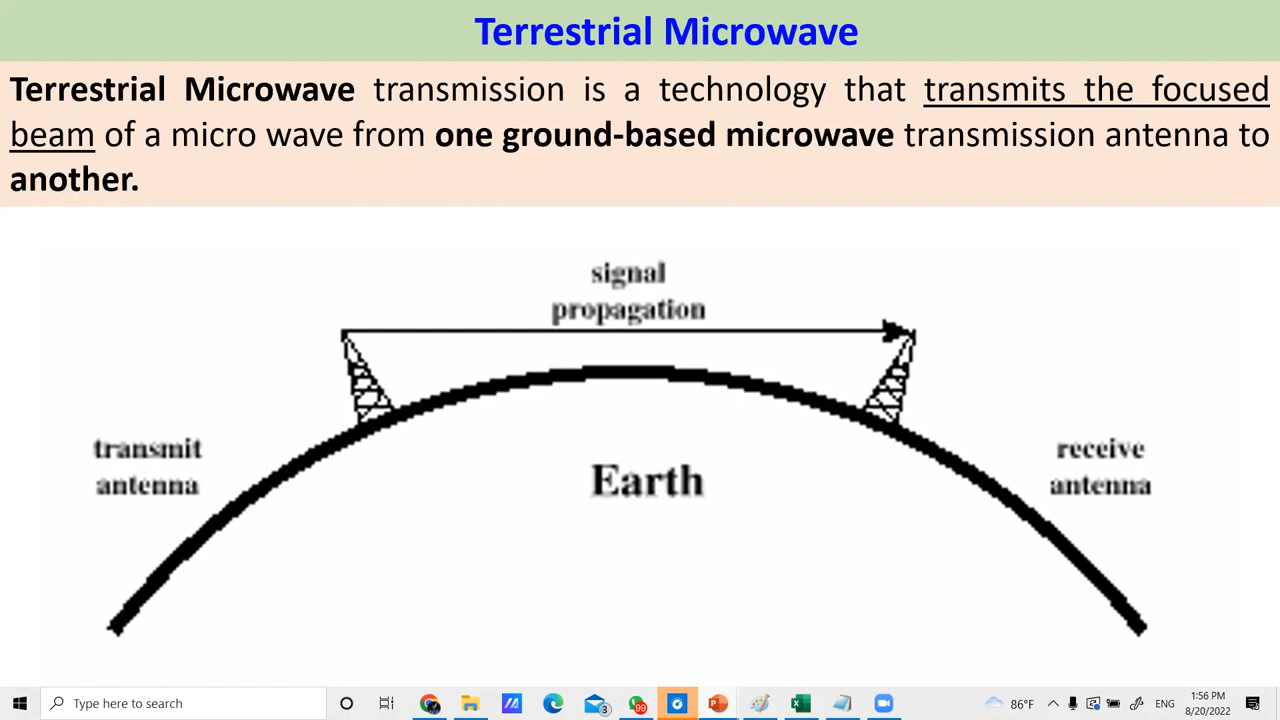 Terrestrial Microwave
Terrestrial Microwave transmission is a technology that transmits the focused
beam of a micro wave from one ground-based microwave transmission antenna to
another.
signal
propagation
transmit
antenna
Earth
receive
antenna
Type here to search
3
99
86°F
ENG
1:56 PM
8/20/2022